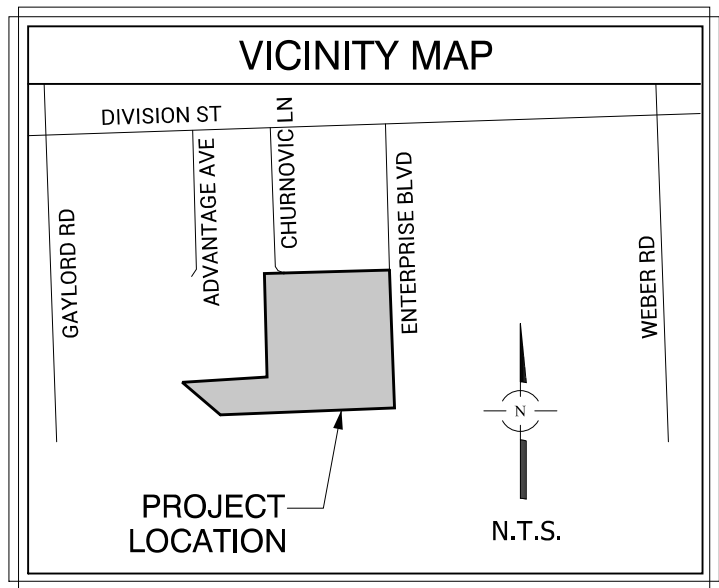 VICINITY MAP
DIVISION ST
CHURNOVIC LN
ADVANTAGE AVE
ENTERPRISE BLVD
GAYLORD RD
WEBER RD
N
PROJECT
LOCATION
N.T.S.